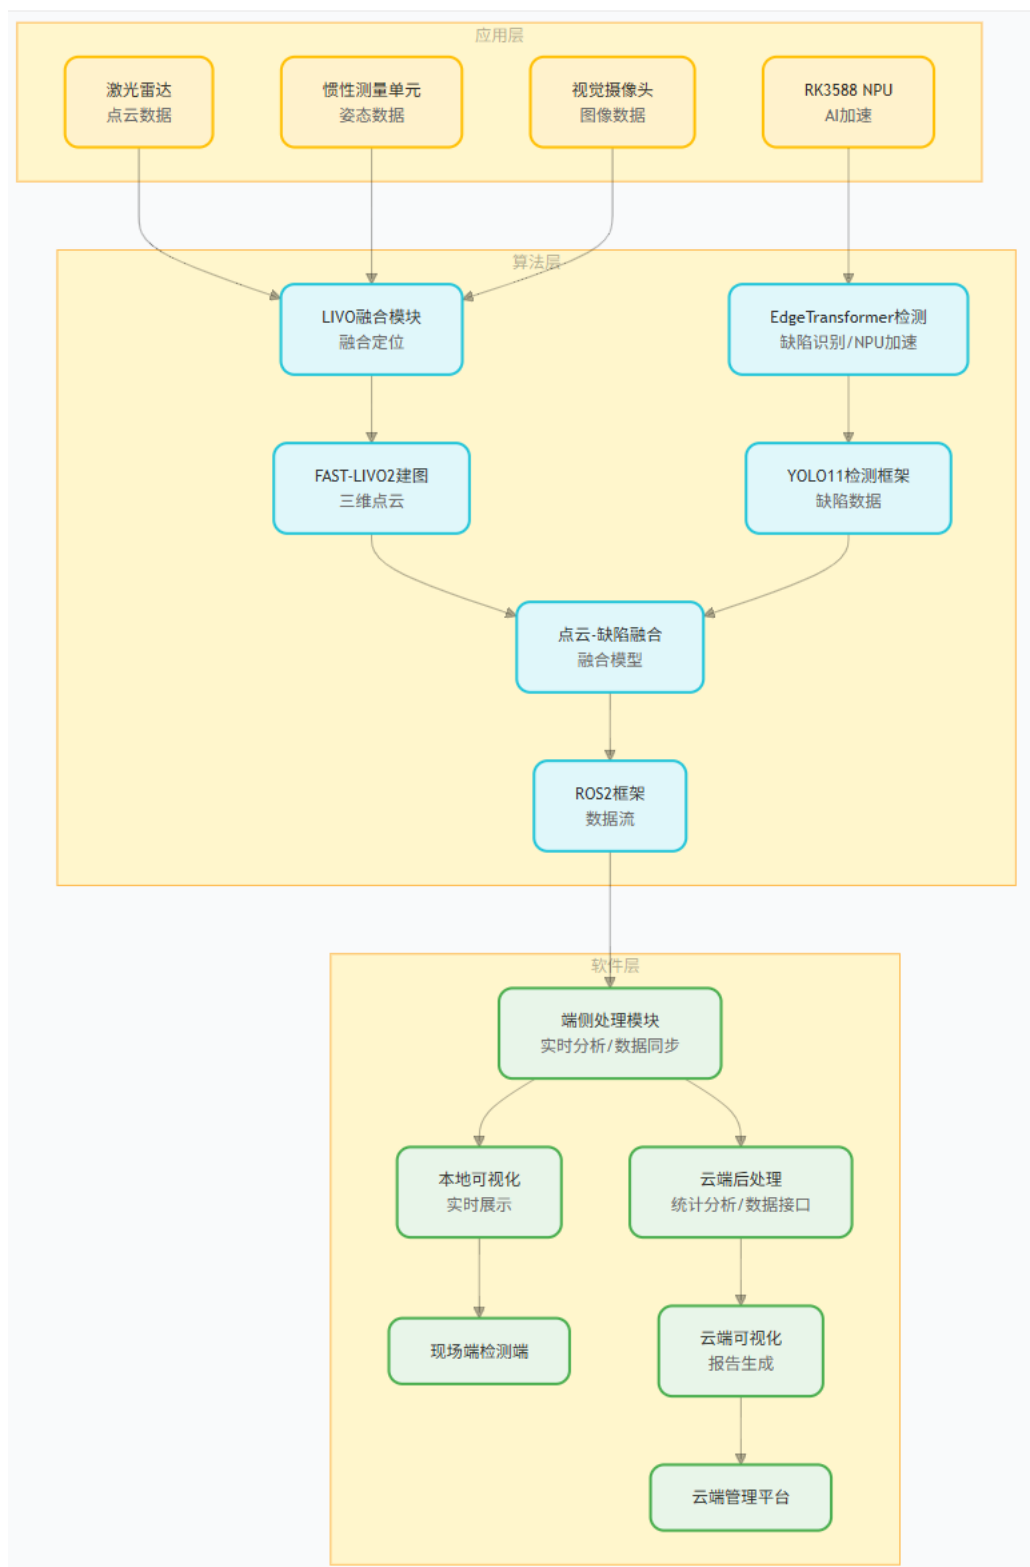 应用层
激光雷达
点云数据
惯性测量单元
姿态数据
视觉摄像头
图像数据
RK3588 NPU
AI加速
算法层
LIVO融合模块
融合定位
EdgeTransformer检测
缺陷识别/NPU加速
FAST-LIVO2建图
三维点云
YOLO11检测框架
缺陷数据
点云-缺陷融合
融合模型
ROS2框架
数据流
软件层
端侧处理模块
实时分析/数据同步
本地可视化
实时展示
云端后处理
统计分析/数据接口
现场端检测端
云端可视化
报告生成
云端管理平台